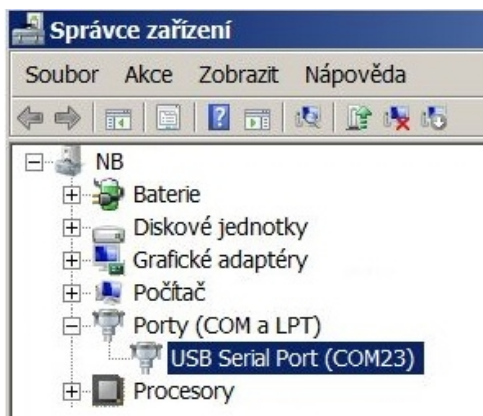 Správce zařízení
Soubor Akce Zobrazit Nápověda
NB
Baterie
Diskové jednotky
Grafické adaptéry
Počítač
Porty (COM a LPT)
USB Serial Port (COM23)
Procesory